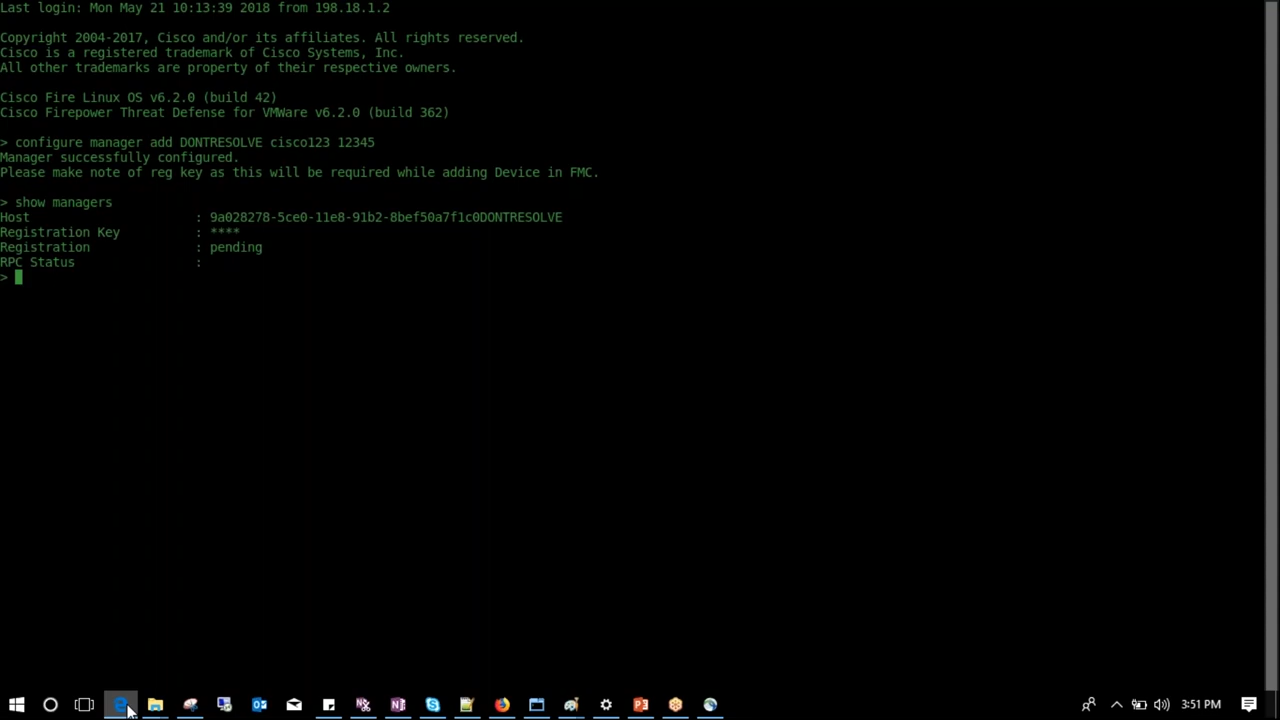 Last login: Mon May 21 10:13:39 2018 from 198.18.1.2
Copyright 2004-2017, Cisco and/or its affiliates. All rights reserved.
Cisco is a registered trademark of Cisco Systems, Inc.
All other trademarks are property of their respective owners.
Cisco Fire Linux OS v6.2.0 (build 42)
Cisco Firepower Threat Defense for VMWare v6.2.0 (build 362)
> configure manager add DONTRESOLVE cisco123 12345
Manager successfully configured.
Please make note of reg key as this will be required while adding Device in FMC.
> show managers
Host : 9a028278-5ce0-11e8-91b2-8bef50a7f1c0DONTRESOLVE
Registration Key : ****
Registration : pending
RPC Status :
>
3:51 PM